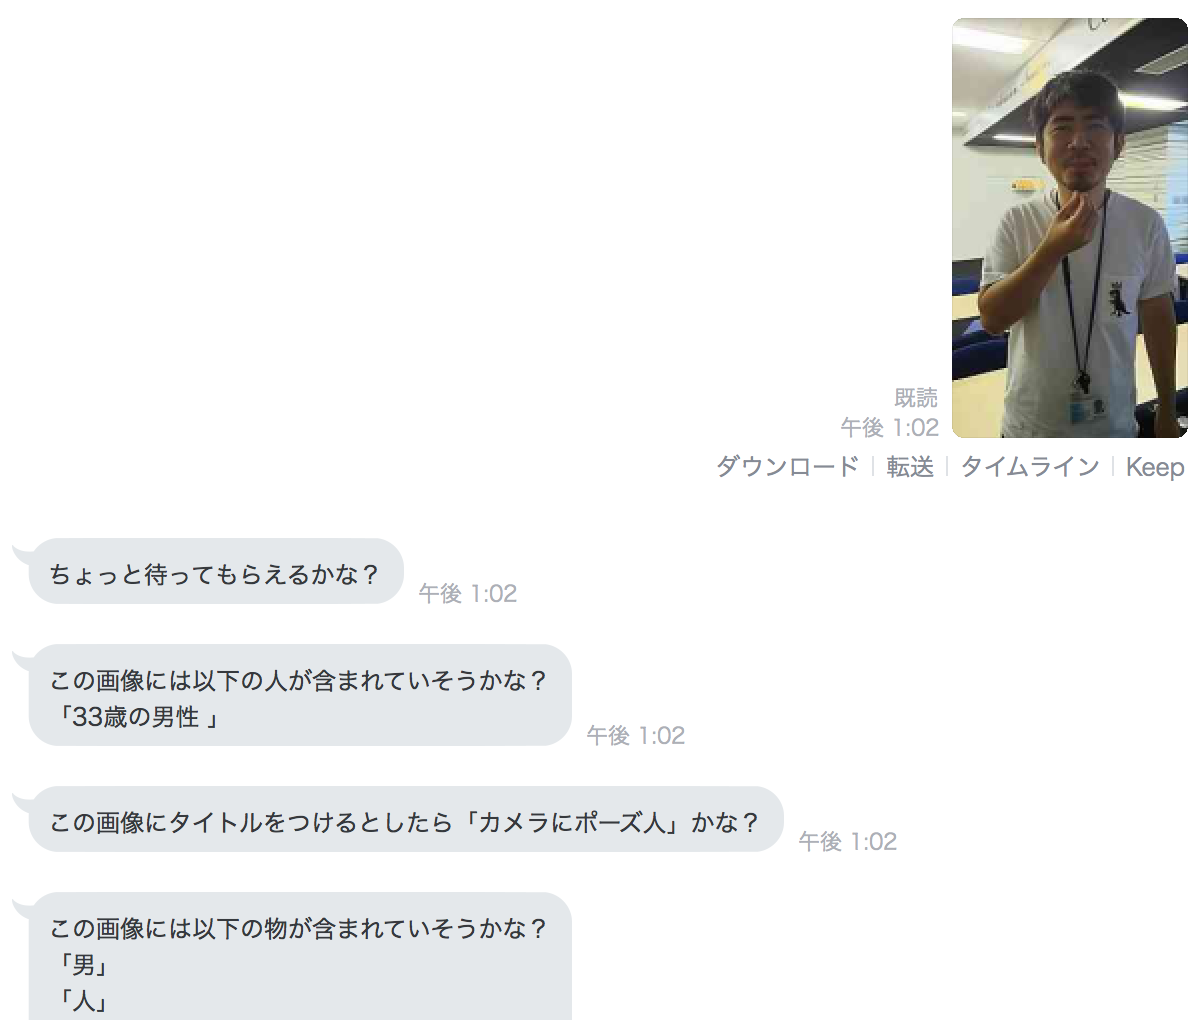 既読
午後 1:02
ダウンロード 転送 タイムライン Keep
ちょっと待ってもらえるかな？
午後 1:02
この画像には以下の人が含まれていそうかな？
「33歳の男性 」
午後 1:02
この画像にタイトルをつけるとしたら「カメラにポーズ人」かな？
午後 1:02
この画像には以下の物が含まれていそうかな？
「男」
「人」